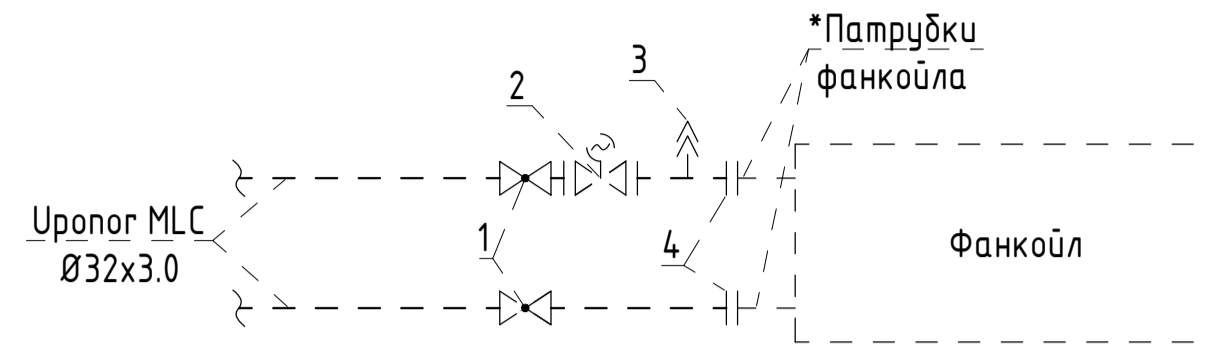 *Патрубки
фанкойла
3
2
Uponor MLC
Ø32x3.0
1
4
Фанкойл